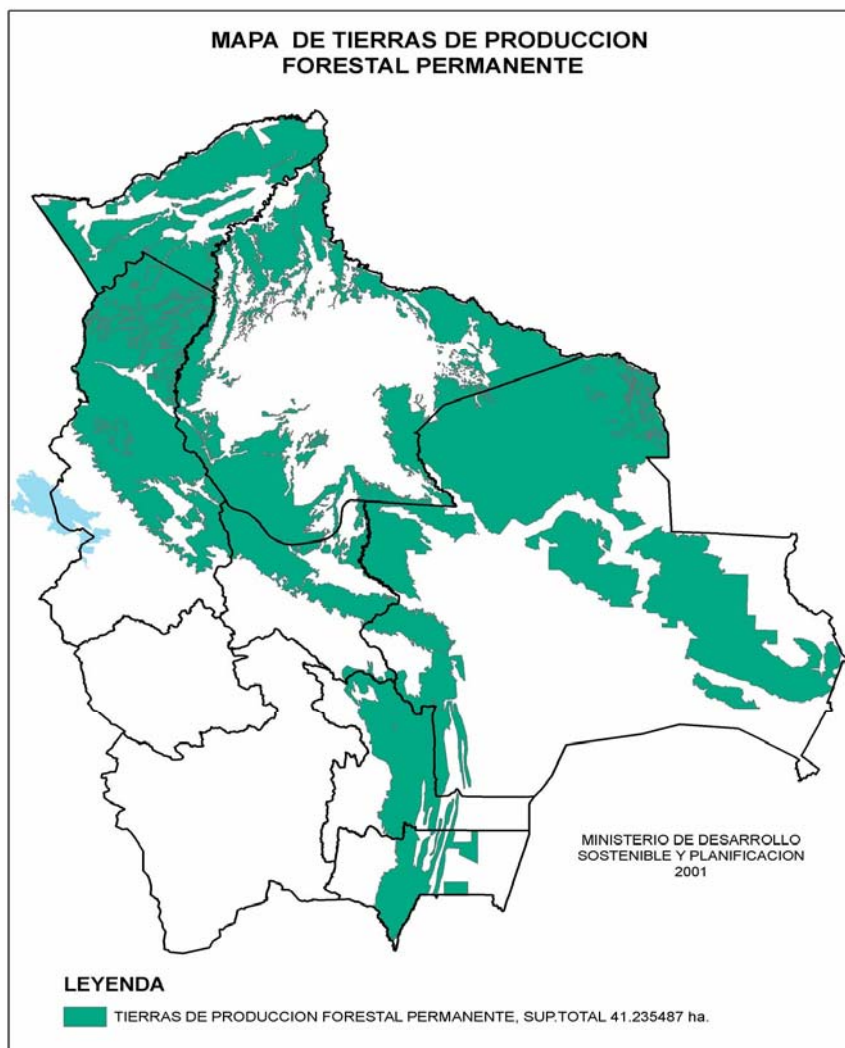 MAPA DE TIERRAS DE PRODUCCION
FORESTAL PERMANENTE
MINISTERIO DE DESARROLLO
SOSTENIBLE Y PLANIFICACION
2001
LEYENDA
TIERRAS DE PRODUCCION FORESTAL PERMANENTE, SUP.TOTAL 41.235487 ha.